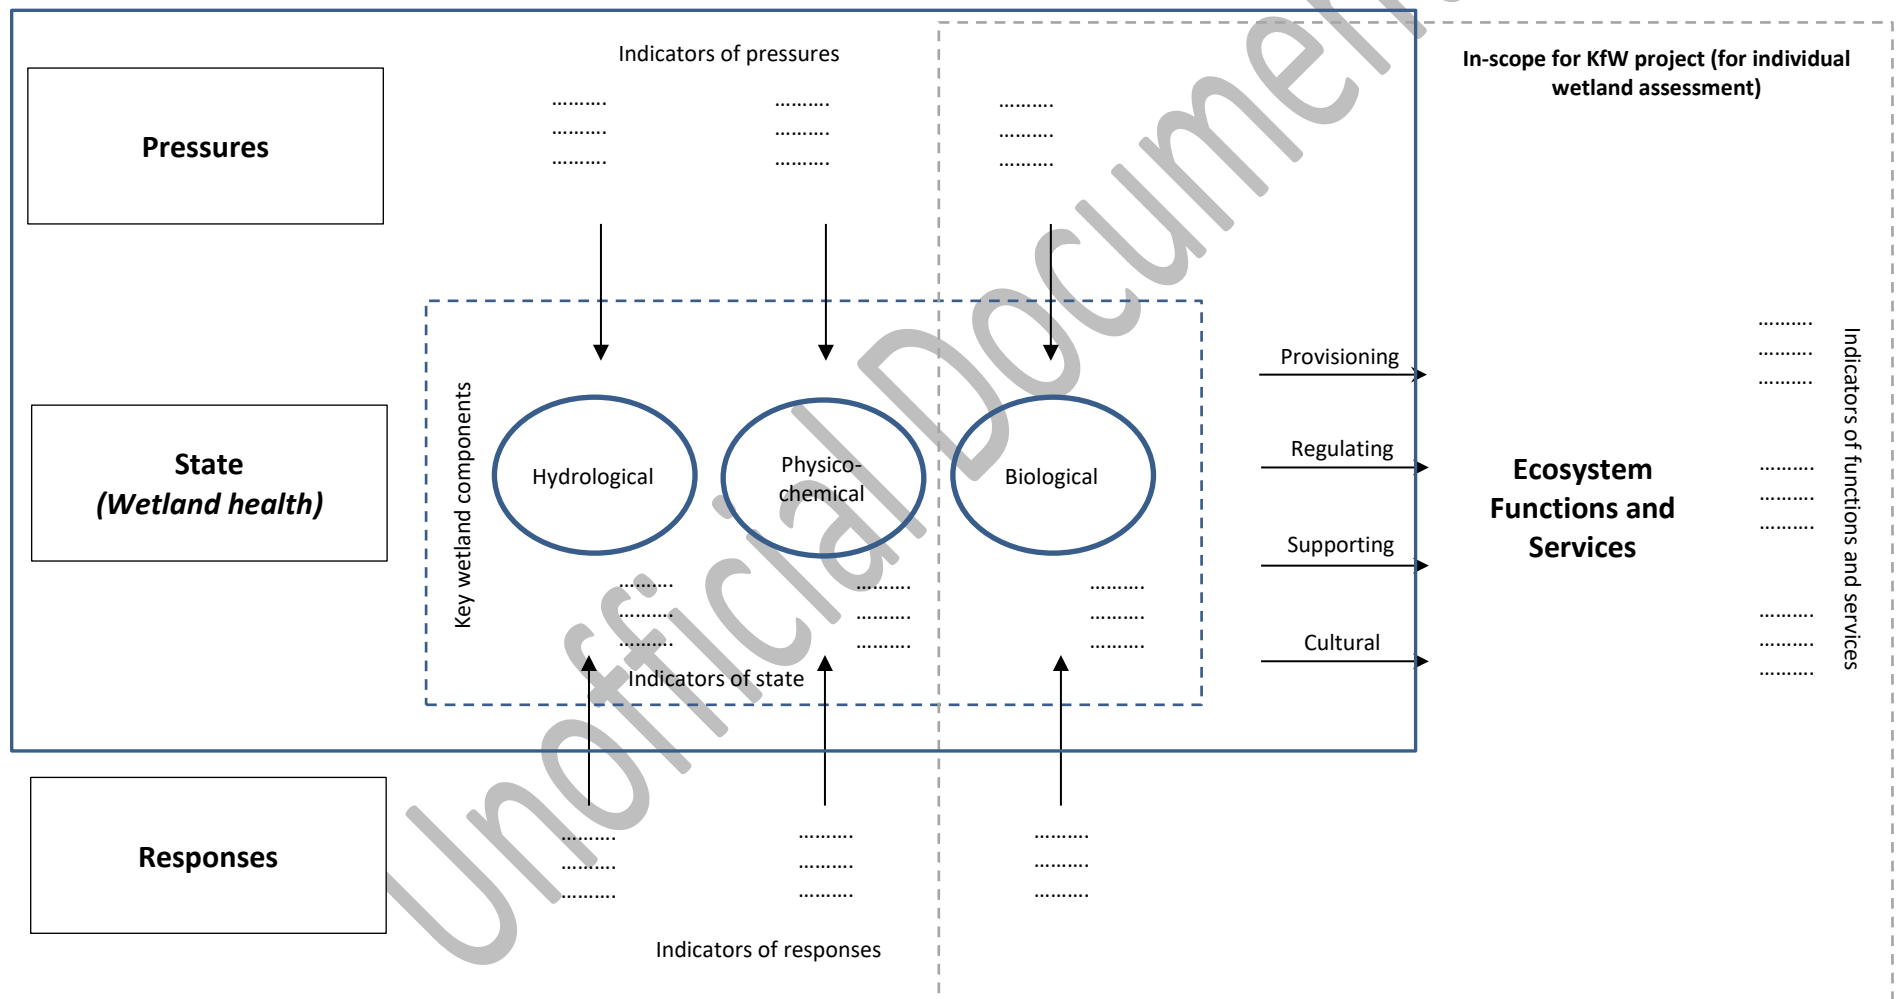 Indicators of pressures
In-scope for KfW project (for individual
wetland assessment)
Pressures
……….
……….
……….
……….
……….
……….
……….
……….
……….
Key wetland components
State
(Wetland health)
Hydrological
Physico-
chemical
Biological
……….
……….
……….
……….
……….
……….
……….
……….
……….
Indicators of state
Provisioning
Regulating
Supporting
Cultural
Ecosystem
Functions and
Services
……….
……….
……….
……….
……….
……….
……….
……….
……….
Indicators of functions and services
Responses
……….
……….
……….
……….
……….
……….
……….
……….
……….
Indicators of responses
Unofficial Document